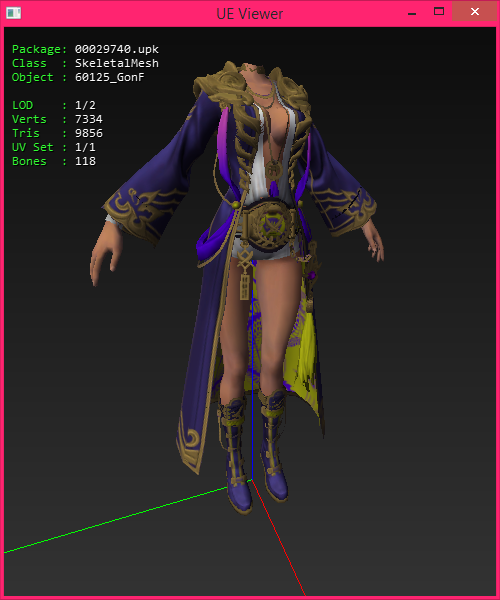 UE Viewer
Package: 00029740.upk
Class : SkeletalMesh
Object : 60125_GonF
LOD : 1/2
Verts : 7334
Tris : 9856
UV Set : 1/1
Bones : 118